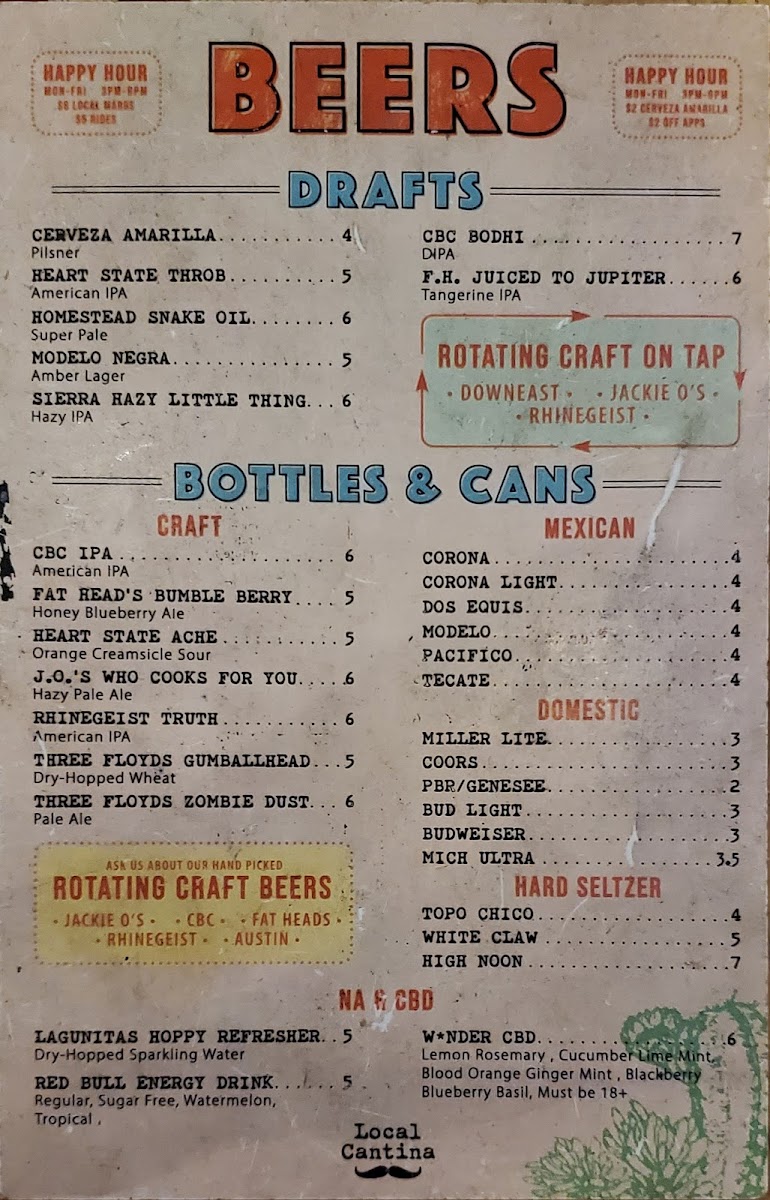 BEERS
HAPPY HOUR
MON-FRI 3PM-6PM
$6 LOCAL MARGS
$5 SIDES
HAPPY HOUR
MON-FRI 3PM-6PM
$2 CERVEZA AMARILLA
$2 OFF APPS
DRAFTS
CERVEZA AMARILLA.......... 4
Pilsner
HEART STATE THROB.......... 5
American IPA
HOMESTEAD SNAKE OIL........ 6
Super Pale
MODELO NEGRA.............. 5
Amber Lager
SIERRA HAZY LITTLE THING... 6
Hazy IPA
CBC BODHI .................. 7
DIPA
F.H. JUICED TO JUPITER......6
Tangerine IPA
ROTATING CRAFT ON TAP
• DOWNEAST • • JACKIE O'S •
• RHINEGEIST •
BOTTLES & CANS
CRAFT
CBC IPA .................... 6
American IPA
FAT HEAD'S BUMBLE BERRY.... 5
Honey Blueberry Ale
HEART STATE ACHE .......... 5
Orange Creamsicle Sour
J.O.'S WHO COOKS FOR YOU.....6
Hazy Pale Ale
RHINEGEIST TRUTH ........... 6
American IPA
THREE FLOYDS GUMBALLHEAD... 5
Dry-Hopped Wheat
THREE FLOYDS ZOMBIE DUST... 6
Pale Ale
ASK US ABOUT OUR HAND PICKED
ROTATING CRAFT BEERS
• JACKIE O'S • • CBC • • FAT HEADS •
• RHINEGEIST • • AUSTIN •
MEXICAN
CORONA.....................4
CORONA LIGHT...............4
DOS EQUIS..................4
MODELO.....................4
PACIFICO...................4
TECATE.....................4
DOMESTIC
MILLER LITE................3
COORS......................3
PBR/GENESEE................2
BUD LIGHT..................3
BUDWEISER..................3
MICH ULTRA ................3.5
HARD SELTZER
TOPO CHICO.................4
WHITE CLAW ................5
HIGH NOON .................7
NA & CBD
LAGUNITAS HOPPY REFRESHER.. 5
Dry-Hopped Sparkling Water
RED BULL ENERGY DRINK...... 5
Regular, Sugar Free, Watermelon,
Tropical ,
W*NDER CBD.................6
Lemon Rosemary , Cucumber Lime Mint,
Blood Orange Ginger Mint , Blackberry
Blueberry Basil, Must be 18+
Local
Cantina